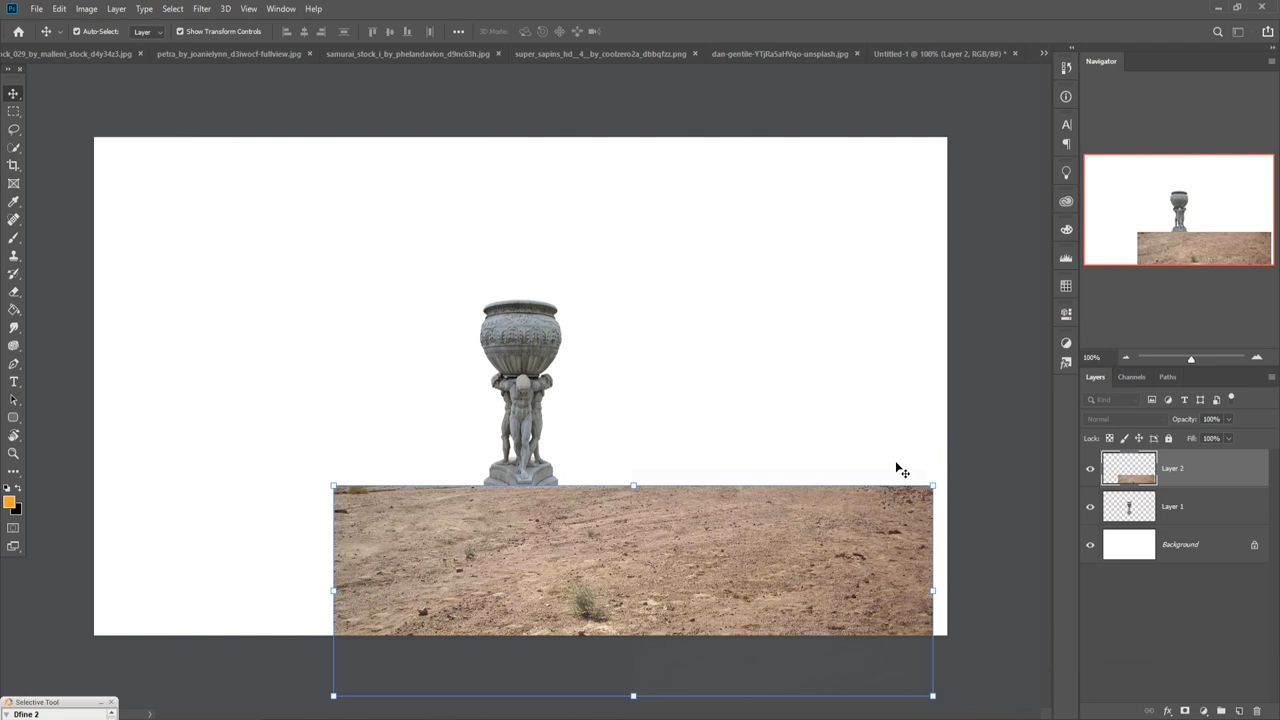 File Edit Image Layer Type Select Filter 3D View Window Help
Auto-Select: Layer Show Transform Controls 3D Mode:
ck_029_by_malleni_stock_d4y34z3.jpg petra_by_joanielynn_d3iwocf-fullview.jpg samurai_stock_i_by_phelandavion_d9nc63h.jpg super_sapins_hd__4__by_coolzero2a_dbbqfzz.png dan-gentile-YTjRa5aHVqo-unsplash.jpg Untitled-1 @ 100% (Layer 2, RGB/8#) *
Navigator
100%
Layers Channels Paths
Kind
Normal Opacity: 100%
Lock: Fill: 100%
Layer 2
Layer 1
Background
Selective Tool
Dfine 2